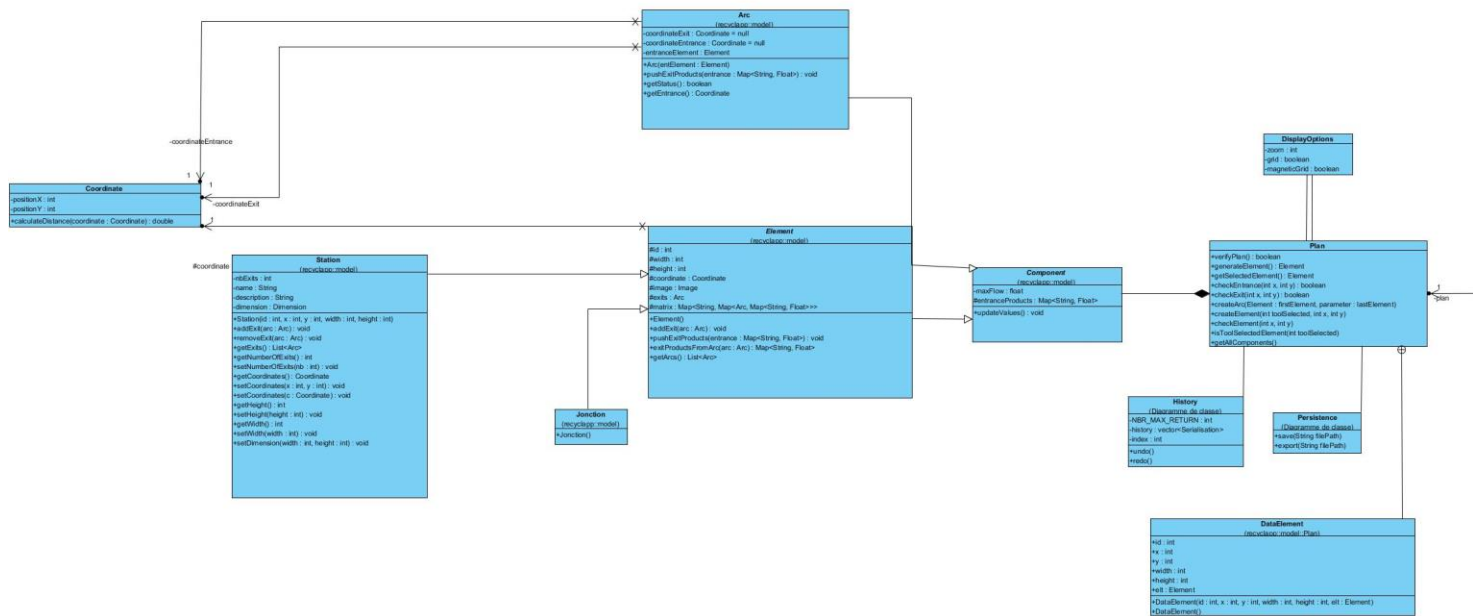 Arc
(recyclapp::model)
-coordinateExit : Coordinate = null
-coordinateEntrance : Coordinate = null
-entranceElement : Element
+Arc(entElement : Element)
+pushExitProducts(entrance : Map<String, Float>) : void
+getStatus() : boolean
+getEntrance() : Coordinate
-coordinateEntrance
1
1
-coordinateExit
1
#coordinate
Coordinate
-positionX : int
-positionY : int
+calculateDistance(coordinate : Coordinate) : double
Station
(recyclapp::model)
-nbExits : int
-name : String
-description : String
-dimension : Dimension
+Station(id : int, x : int, y : int, width : int, height : int)
+addExit(arc : Arc) : void
+removeExit(arc : Arc) : void
+getExits() : List<Arc>
+getNumberOfExits() : int
+setNumberOfExits(nb : int) : void
+getCoordinates() : Coordinate
+setCoordinates(x : int, y : int) : void
+setCoordinates(c : Coordinate) : void
+getHeight() : int
+setHeight(height : int) : void
+getWidth() : int
+setWidth(width : int) : void
+setDimension(width : int, height : int) : void
Element
(recyclapp::model)
#id : int
#width : int
#height : int
#coordinate : Coordinate
#image : Image
#exits : Arc
#matrix : Map<String, Map<Arc, Map<String, Float>>>
+Element()
+addExit(arc : Arc) : void
+pushExitProducts(entrance : Map<String, Float>) : void
+exitProductsFromArc(arc : Arc) : Map<String, Float>
+getArcs() : List<Arc>
Jonction
(recyclapp::model)
+Jonction()
Component
(recyclapp::model)
-maxFlow : float
#entranceProducts : Map<String, Float>
+updateValues() : void
DisplayOptions
-zoom : int
-grid : boolean
-magneticGrid : boolean
Plan
+verifyPlan() : boolean
+generateElement() : Element
+getSelectedElement() : Element
+checkEntrence(int x, int y) : boolean
+checkExit(int x, int y) : boolean
+createArc(Element : firstElement, parameter : lastElement)
+createElement(int toolSelected, int x, int y)
+checkElement(int x, int y)
+isToolSelectedElement(int toolSelected)
+getAllComponents()
1
-plan
History
(Diagramme de classe)
-NBR_MAX_RETURN : int
-history : vector<Serialisation>
-index : int
+undo()
+redo()
Persistence
(Diagramme de classe)
+save(String filePath)
+export(String filePath)
DataElement
(recyclapp::model::Plan)
+id : int
+x : int
+y : int
+width : int
+height : int
+elt : Element
+DataElement(id : int, x : int, y : int, width : int, height : int, elt : Element)
+DataElement()